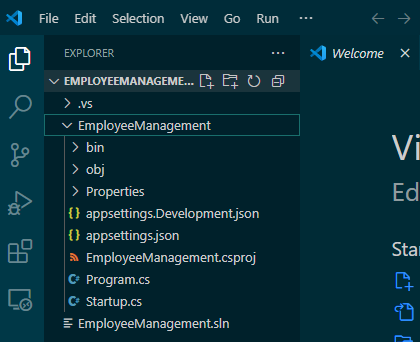 File Edit Selection View Go Run ···
EXPLORER ···
Welcome
EMPLOYEEMANAGEME...
.vs
EmployeeManagement
bin
obj
Properties
{} appsettings.Development.json
{} appsettings.json
EmployeeManagement.csproj
C# Program.cs
C# Startup.cs
EmployeeManagement.sln
Vi
Ed
Star